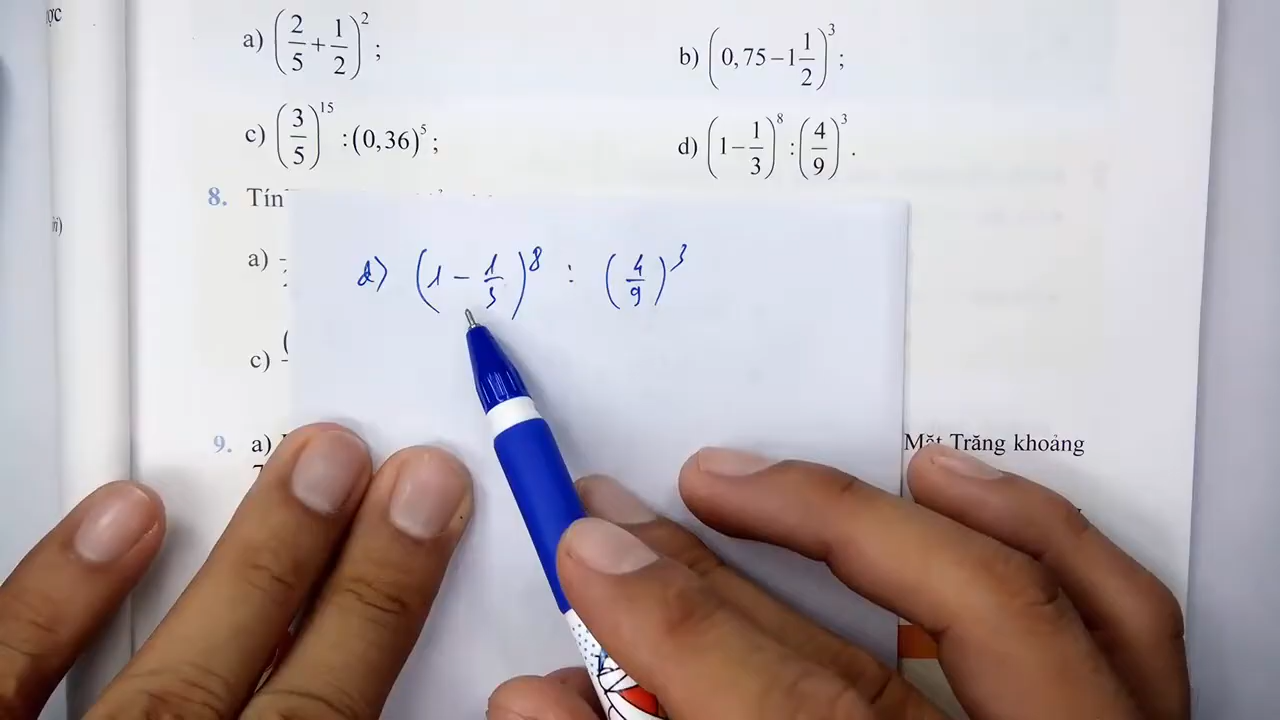 ợc
a) (2/5 + 1/2)^2 ;
b) (0,75 − 1 1/2)^3 ;
c) (3/5)^15 : (0,36)^5 ;
d) (1 − 1/3)^8 : (4/9)^3 .
8. Tín
a)
d) (1 − 1/3)^8 : (4/9)^3
c)
9. a)
Mặt Trăng khoảng